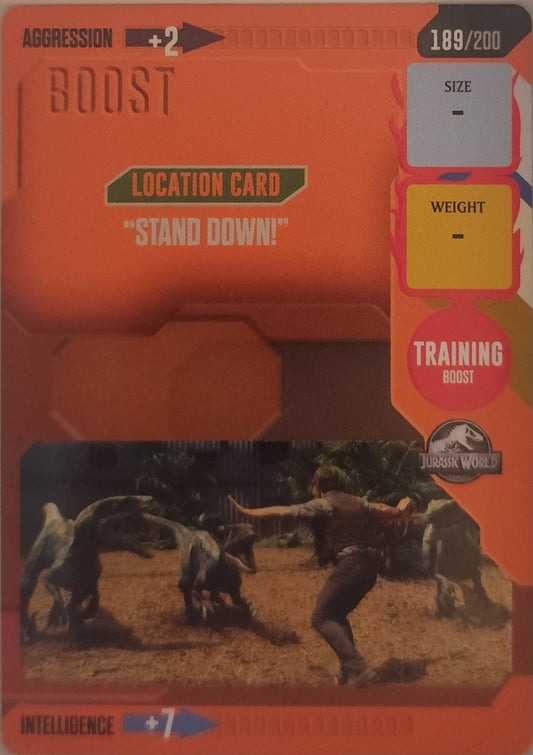 AGGRESSION +2
189/200
BOOST
SIZE
-
LOCATION CARD
"STAND DOWN!"
WEIGHT
-
TRAINING
BOOST
JURASSIC WORLD
INTELLIGENCE +7